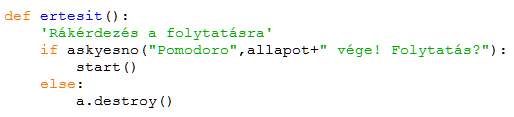 def ertesit():
    'Rákérdezés a folytatásra'
    if askyesno("Pomodoro",allapot+" vége! Folytatás?"):
        start()
    else:
        a.destroy()